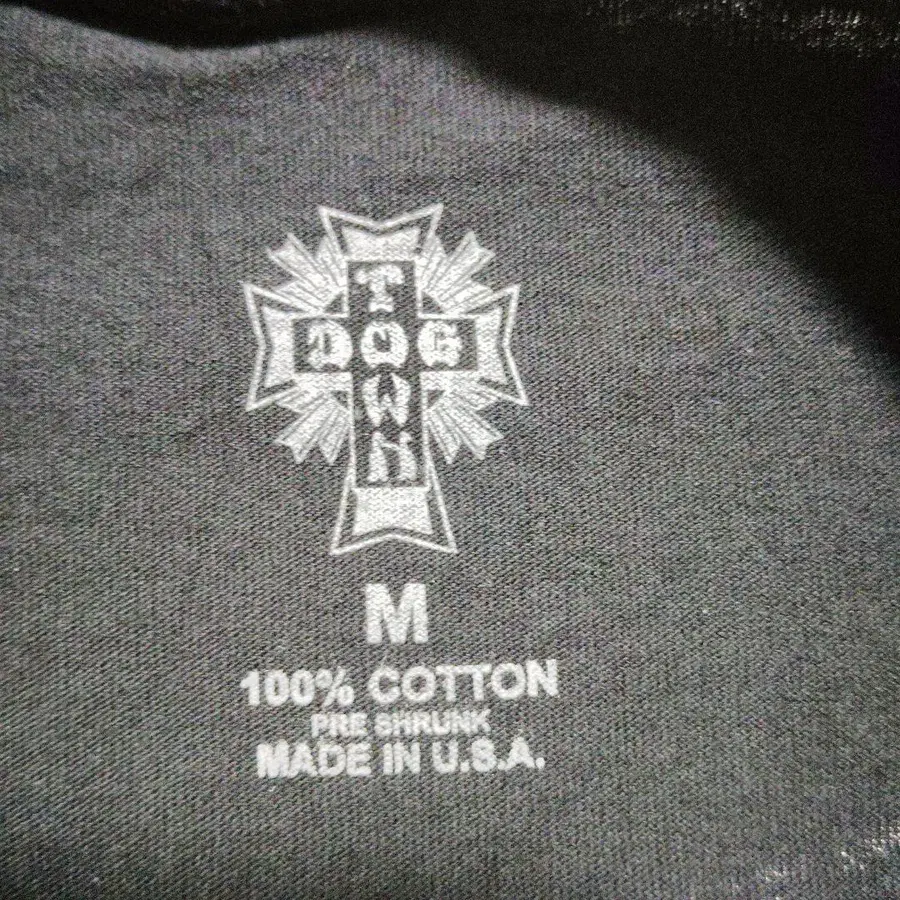 DOG
TOWN
M
100% COTTON
PRE SHRUNK
MADE IN U.S.A.